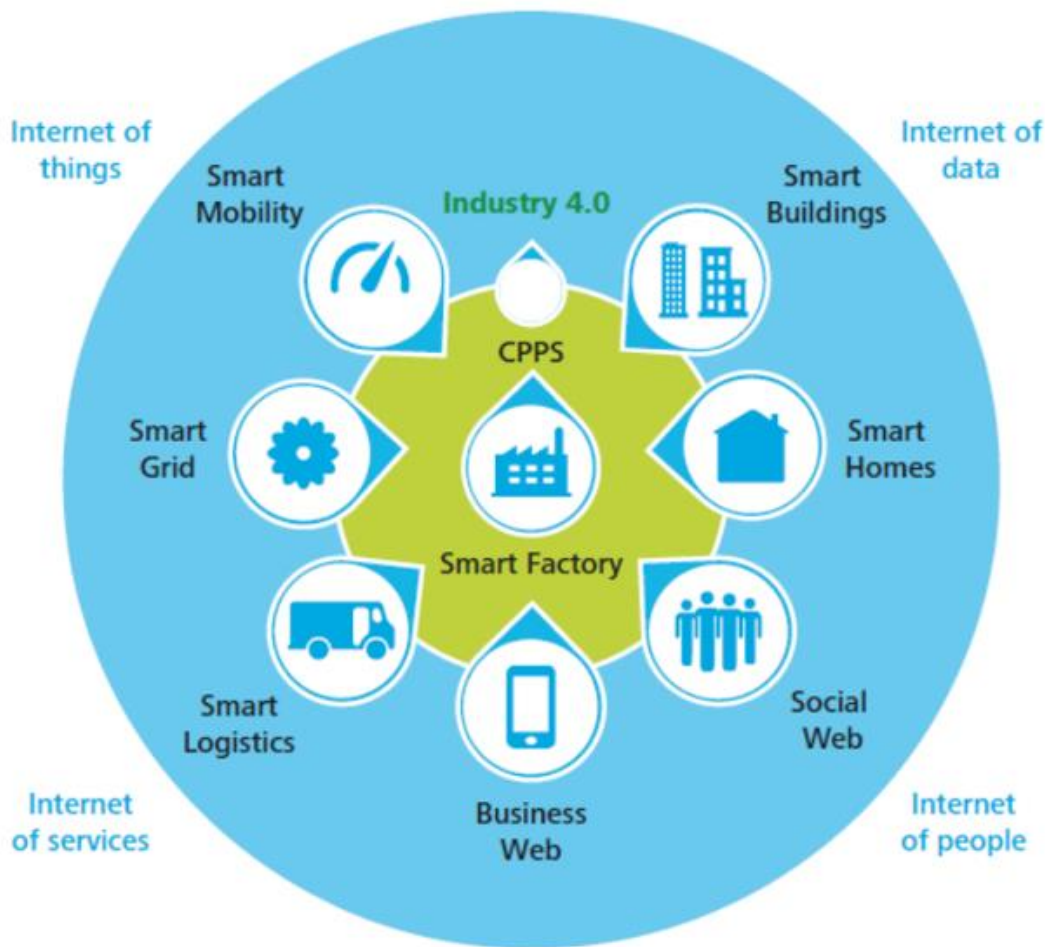 Internet of
things
Internet of
data
Smart
Mobility
Industry 4.0
Smart
Buildings
CPPS
Smart
Grid
Smart
Homes
Smart Factory
Smart
Logistics
Social
Web
Internet
of services
Business
Web
Internet
of people